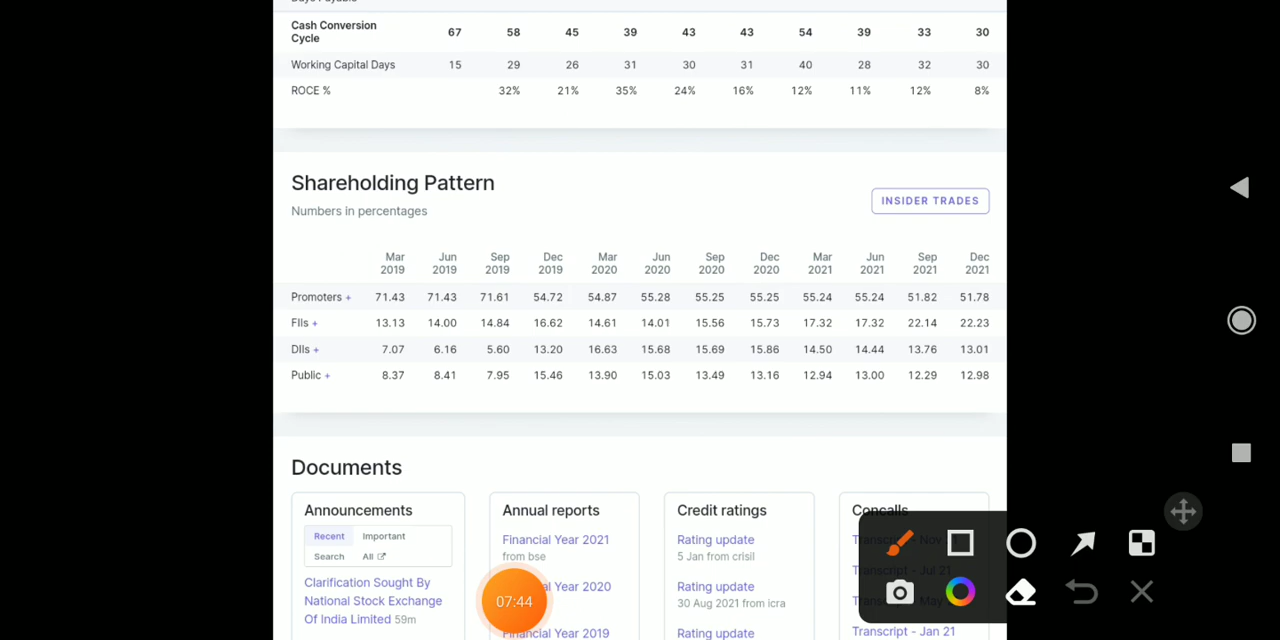 Cash Conversion Cycle 67 58 45 39 43 43 54 39 33 30
Working Capital Days 15 29 26 31 30 31 40 28 32 30
ROCE % 32% 21% 35% 24% 16% 12% 11% 12% 8%
Shareholding Pattern
Numbers in percentages
INSIDER TRADES
Mar 2019 Jun 2019 Sep 2019 Dec 2019 Mar 2020 Jun 2020 Sep 2020 Dec 2020 Mar 2021 Jun 2021 Sep 2021 Dec 2021
Promoters + 71.43 71.43 71.61 54.72 54.87 55.28 55.25 55.25 55.24 55.24 51.82 51.78
FIIs + 13.13 14.00 14.84 16.62 14.61 14.01 15.56 15.73 17.32 17.32 22.14 22.23
DIIs + 7.07 6.16 5.60 13.20 16.63 15.68 15.69 15.86 14.50 14.44 13.76 13.01
Public + 8.37 8.41 7.95 15.46 13.90 15.03 13.49 13.16 12.94 13.00 12.29 12.98
Documents
Announcements
Recent Important
Search All
Clarification Sought By
National Stock Exchange
Of India Limited 59m
Annual reports
Financial Year 2021
from bse
al Year 2020
07:44
Financial Year 2019
Credit ratings
Rating update
5 Jan from crisil
Rating update
30 Aug 2021 from icra
Rating update
Concalls
Transcript - Nov
Transcript - Jul 21
Transcript - May
Transcript - Jan 21